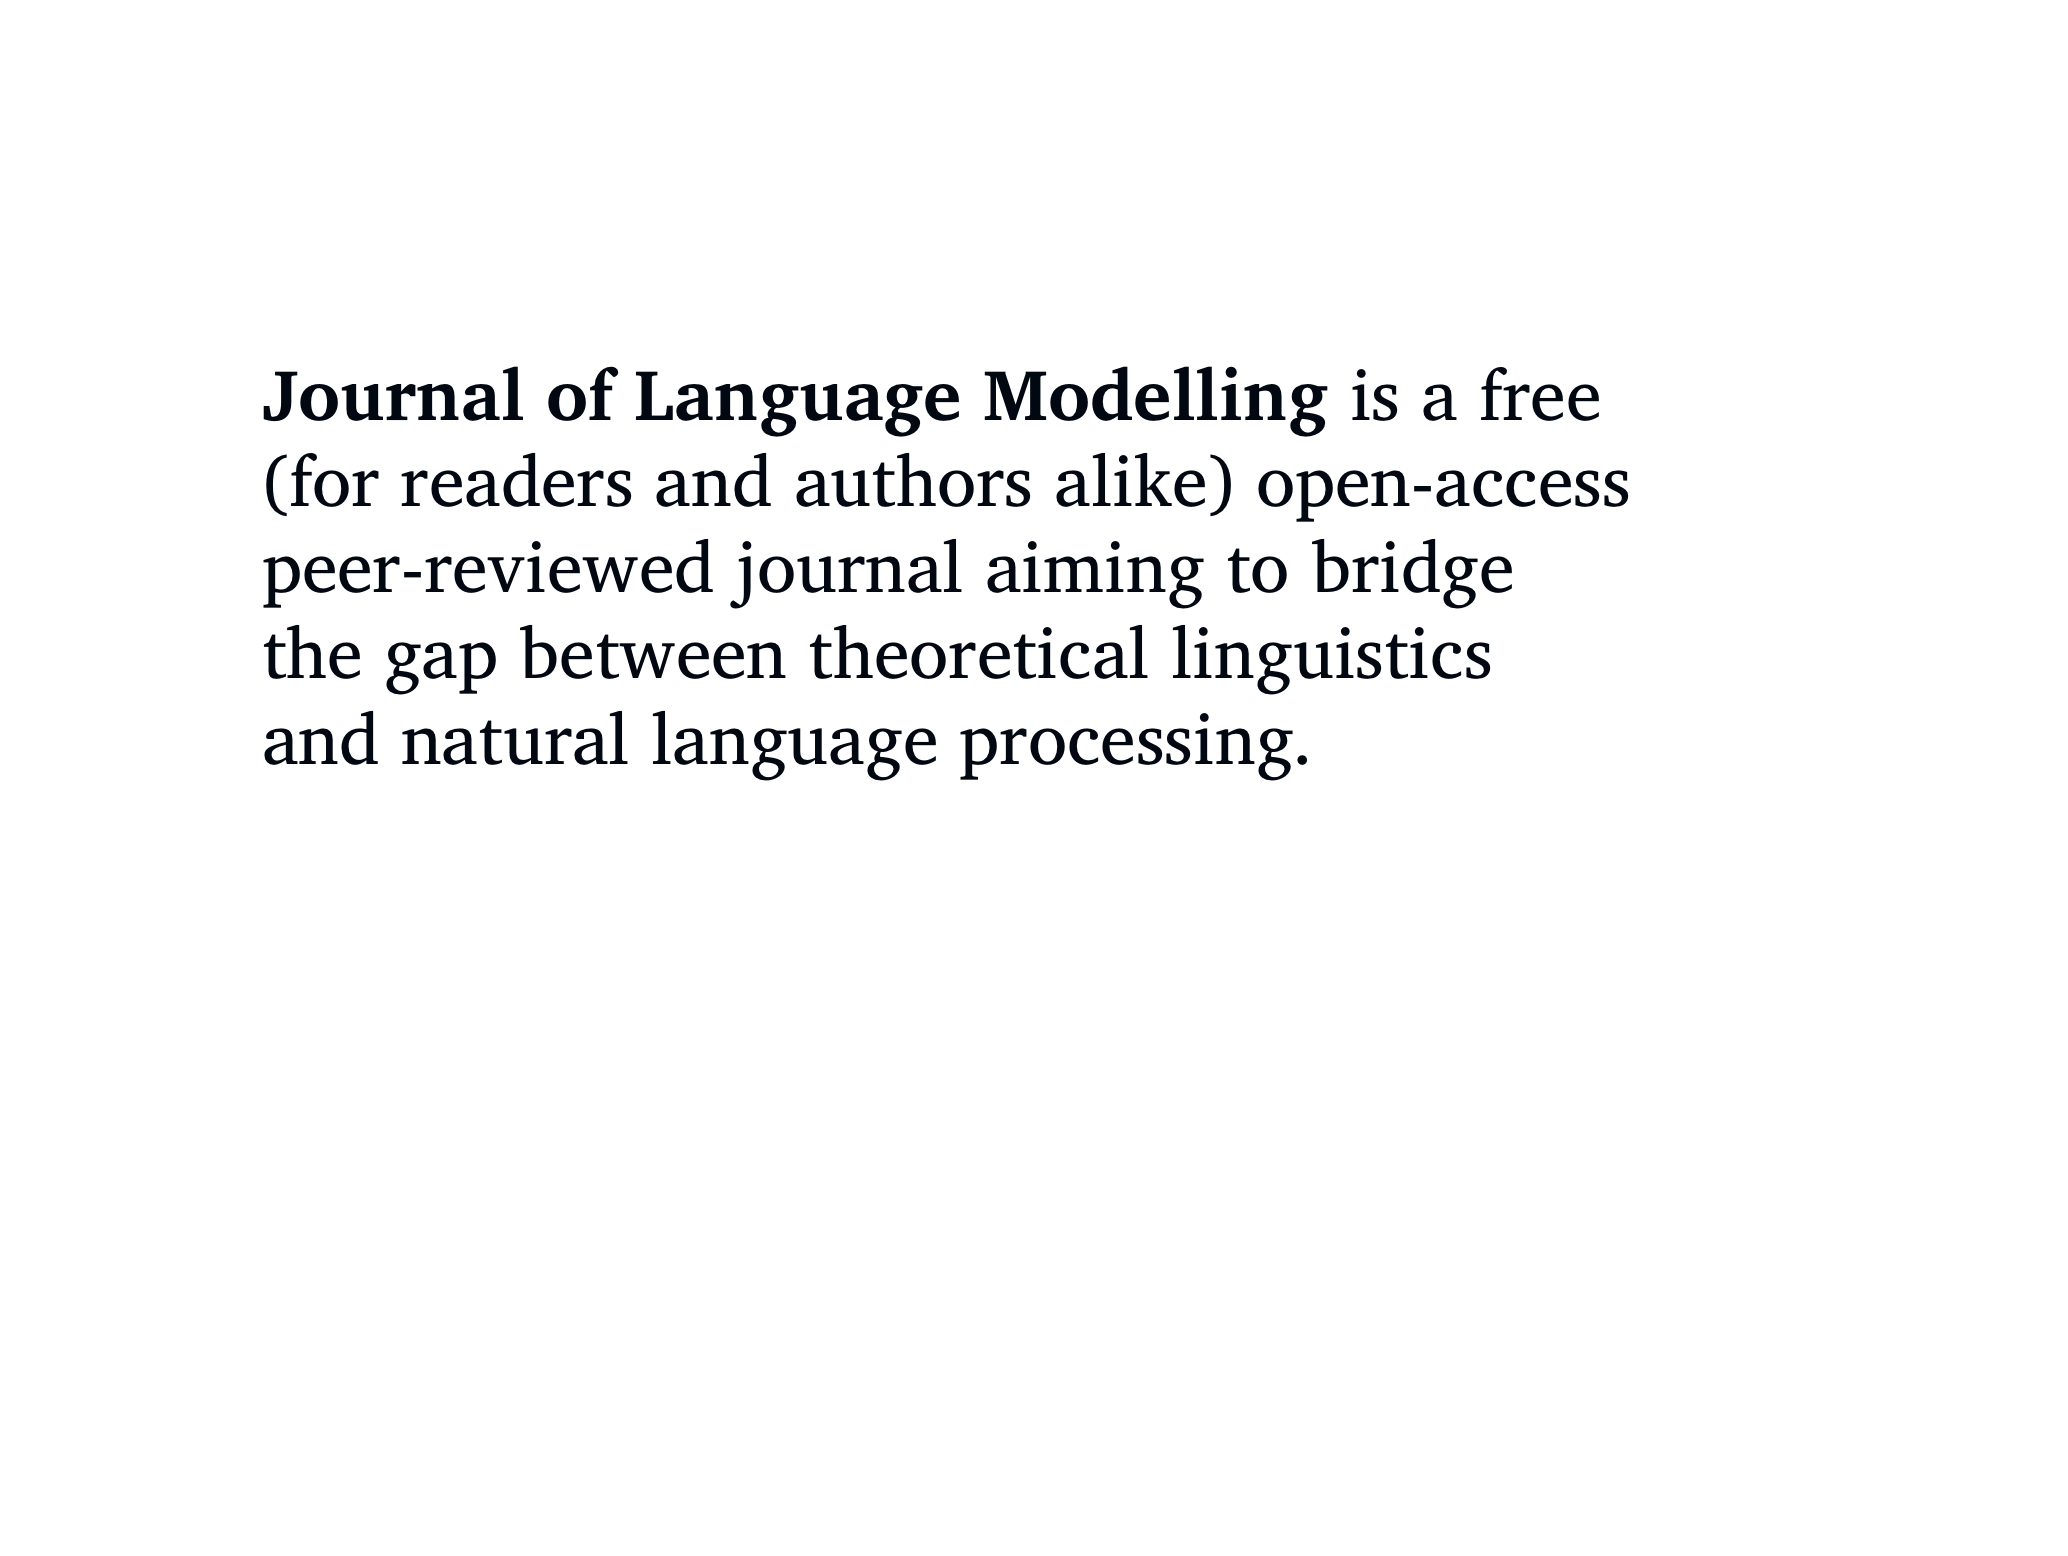 Journal of Language Modelling is a free
(for readers and authors alike) open-access
peer-reviewed journal aiming to bridge
the gap between theoretical linguistics
and natural language processing.